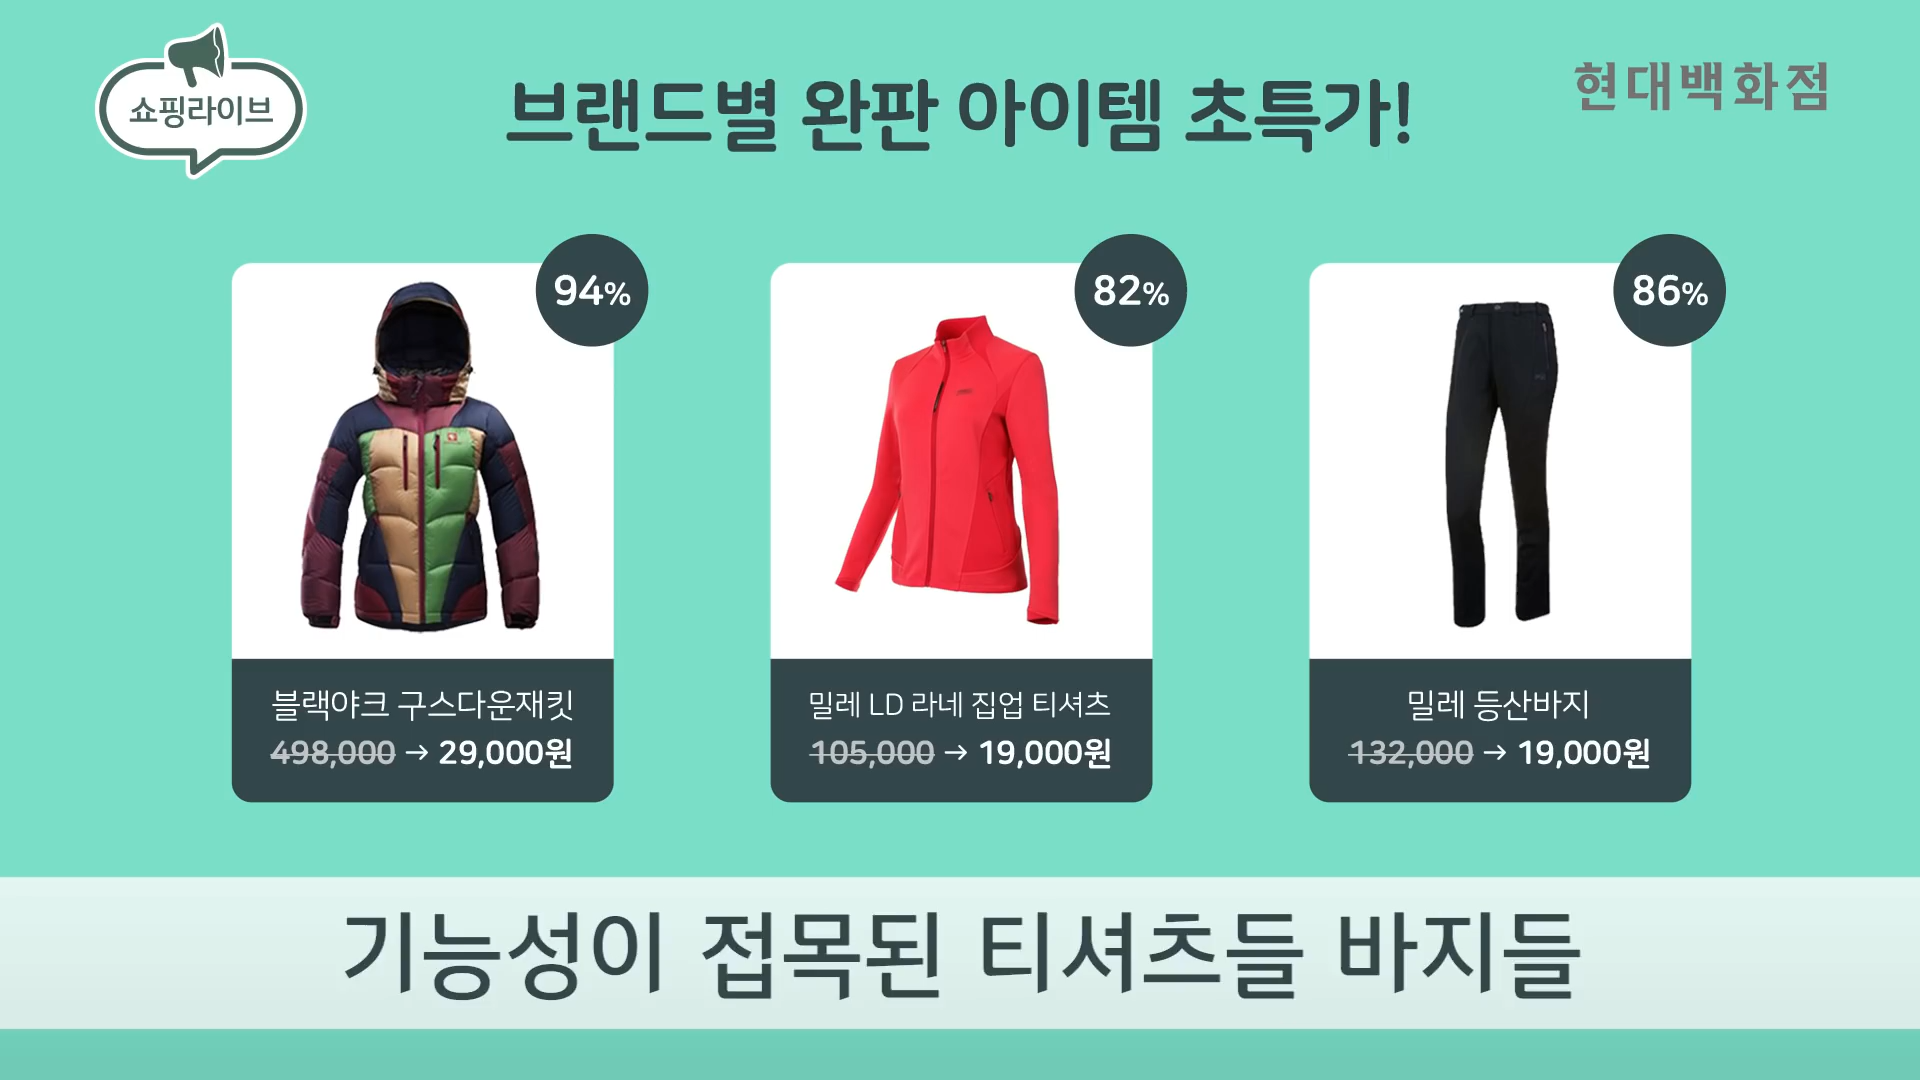 쇼핑라이브
브랜드별 완판 아이템 초특가!
현대백화점
94%
82%
86%
블랙야크 구스다운재킷
498,000 → 29,000원
밀레 LD 라네 집업 티셔츠
105,000 → 19,000원
밀레 등산바지
132,000 → 19,000원
기능성이 접목된 티셔츠들 바지들